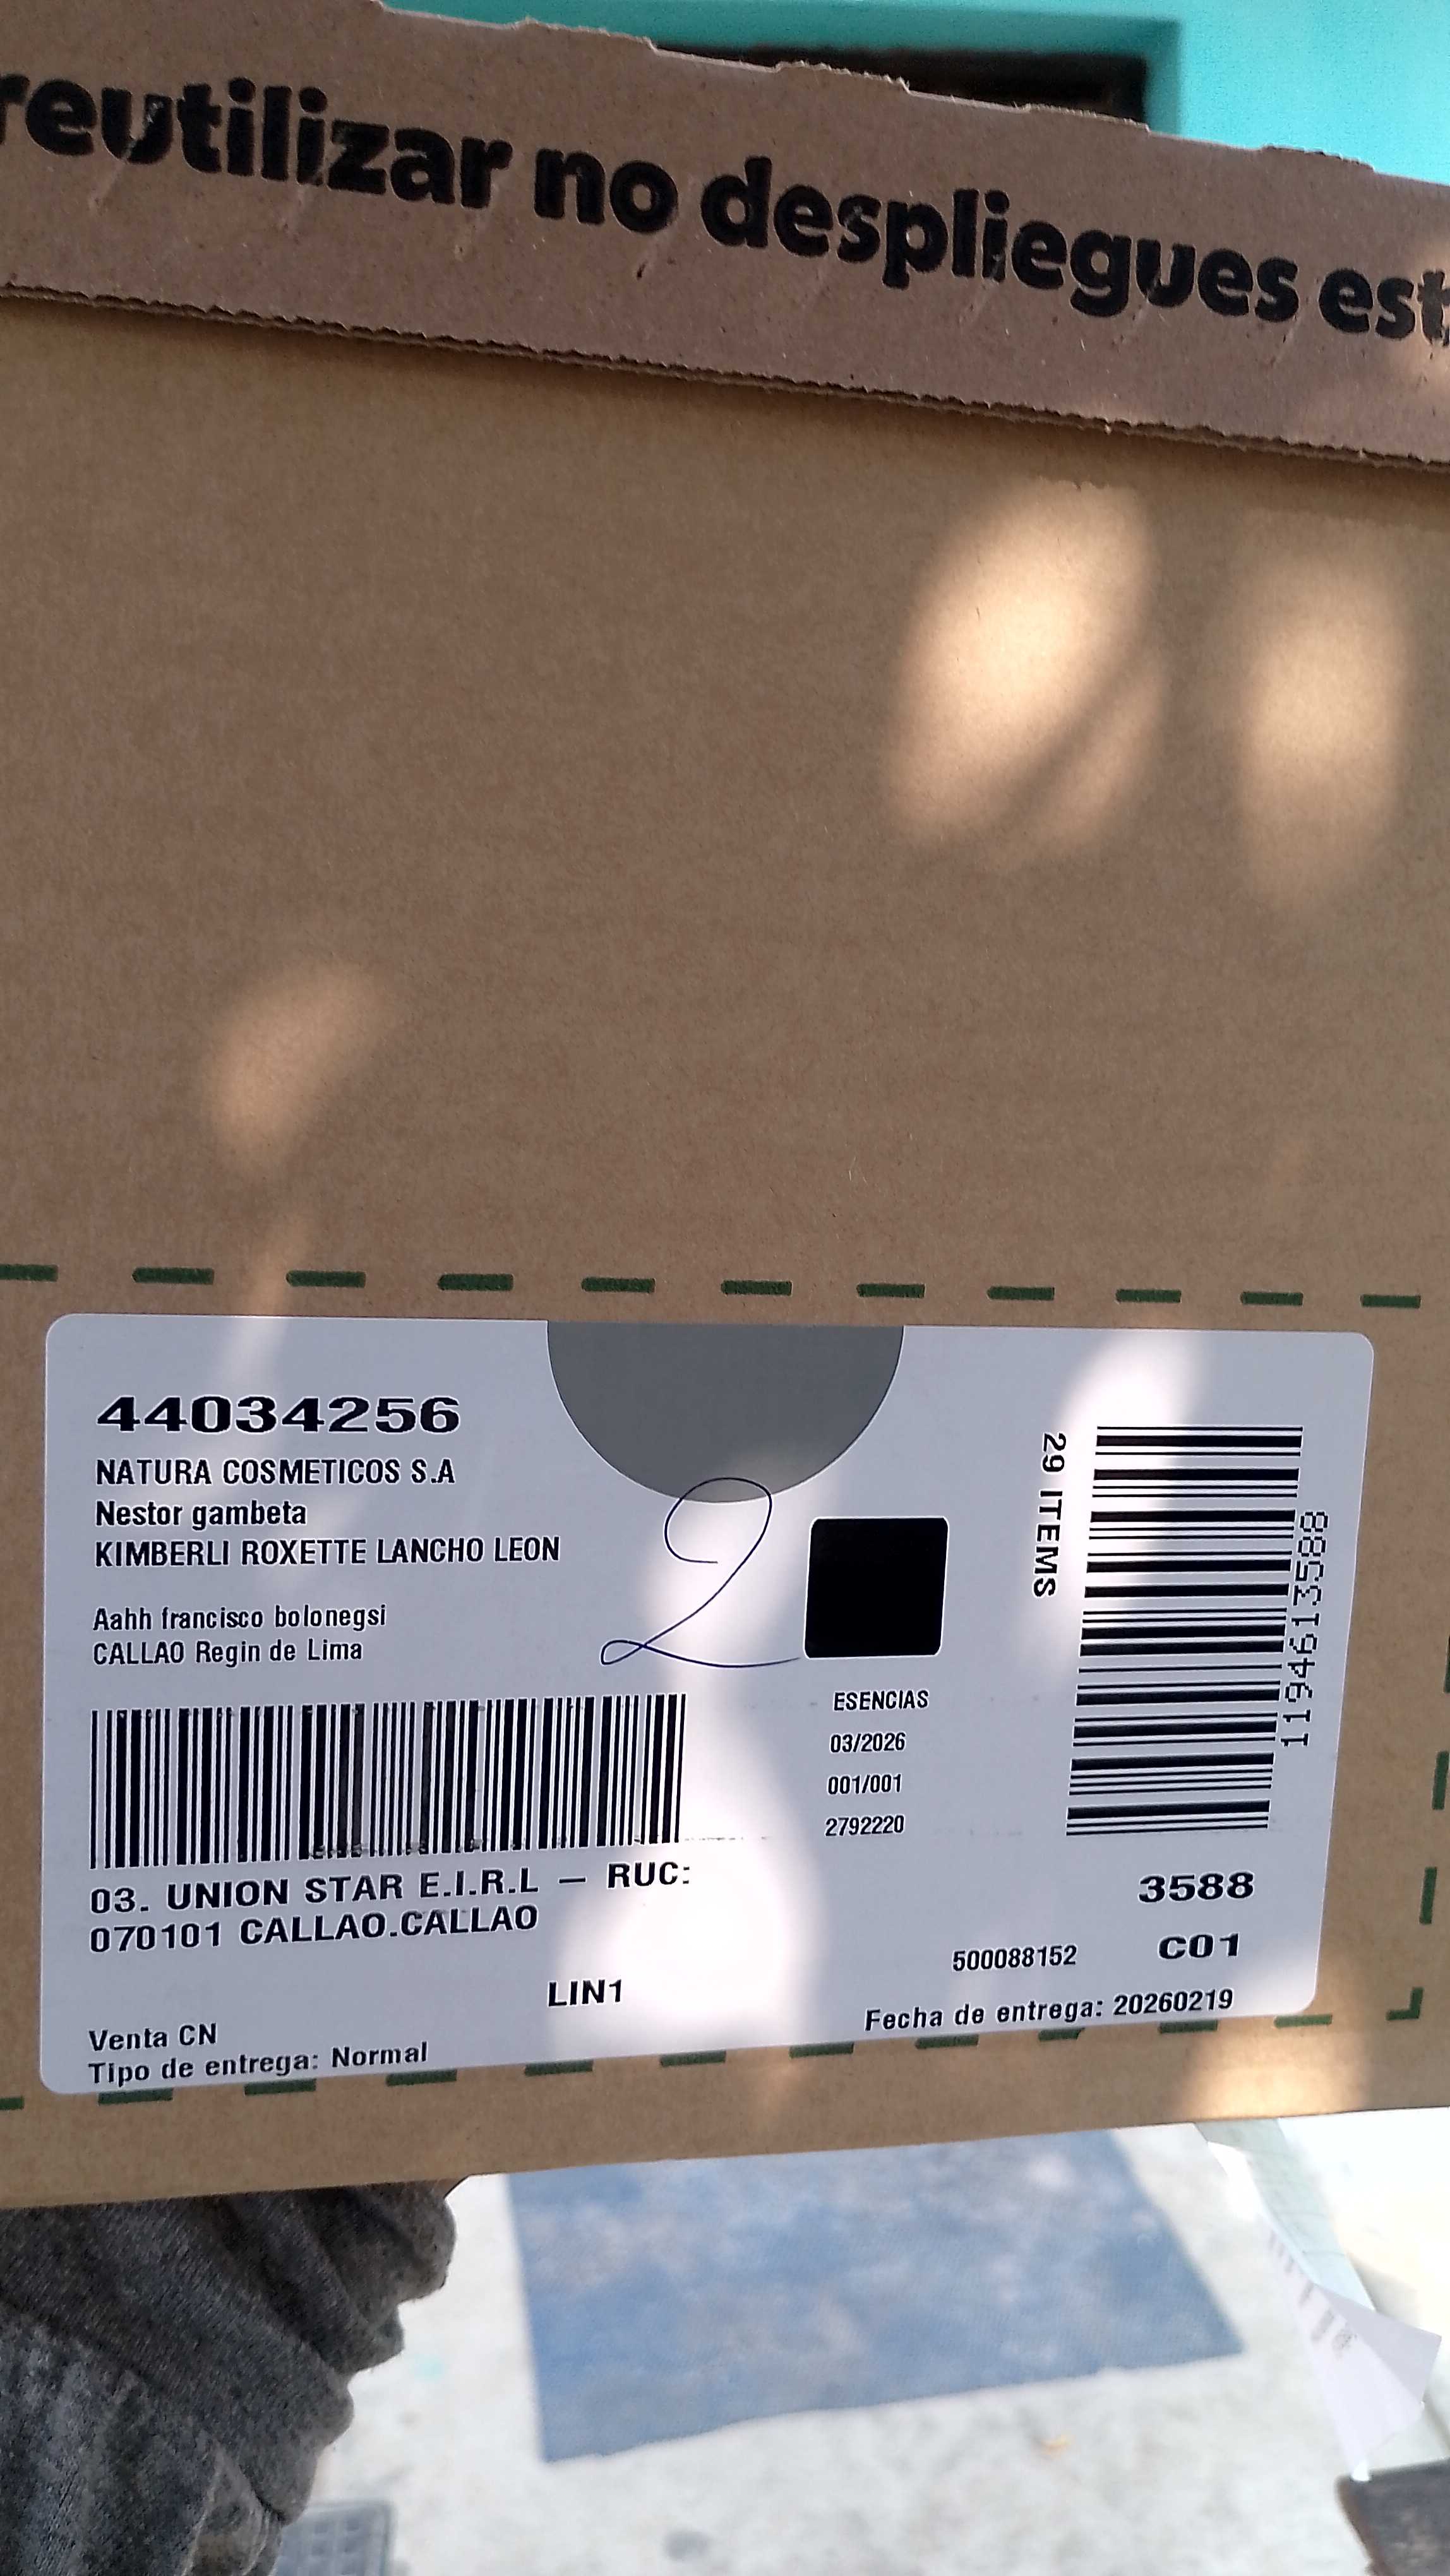 reutilizar no despliegues est
44034256
NATURA COSMETICOS S.A
Nestor gambeta
KIMBERLI ROXETTE LANCHO LEON
Aahh francisco bolonegsi
CALLAO Regin de Lima
2
29 ITEMS
1194613588
ESENCIAS
03/2026
001/001
2792220
03. UNION STAR E.I.R.L – RUC:
070101 CALLAO.CALLAO
3588
C01
500088152
LIN1
Fecha de entrega: 20260219
Venta CN
Tipo de entrega: Normal